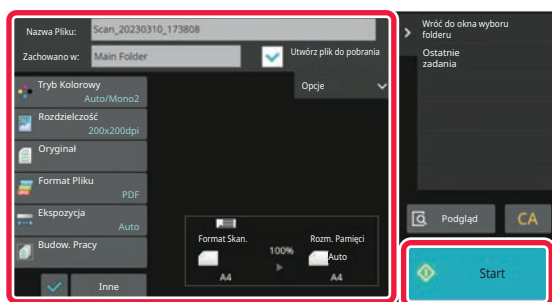 Nazwa Pliku: Scan_20230310_173808
Zachowano w: Main Folder
Utwórz plik do pobrania
Opcje
Tryb Kolorowy
Auto/Mono2
Rozdzielczość
200x200dpi
Oryginał
Format Pliku
PDF
Ekspozycja
Auto
Budow. Pracy
Inne
Format Skan.
A4
100%
Rozm. Pamięci
Auto
A4
Wróć do okna wyboru
folderu
Ostatnie
zadania
Podgląd
CA
Start